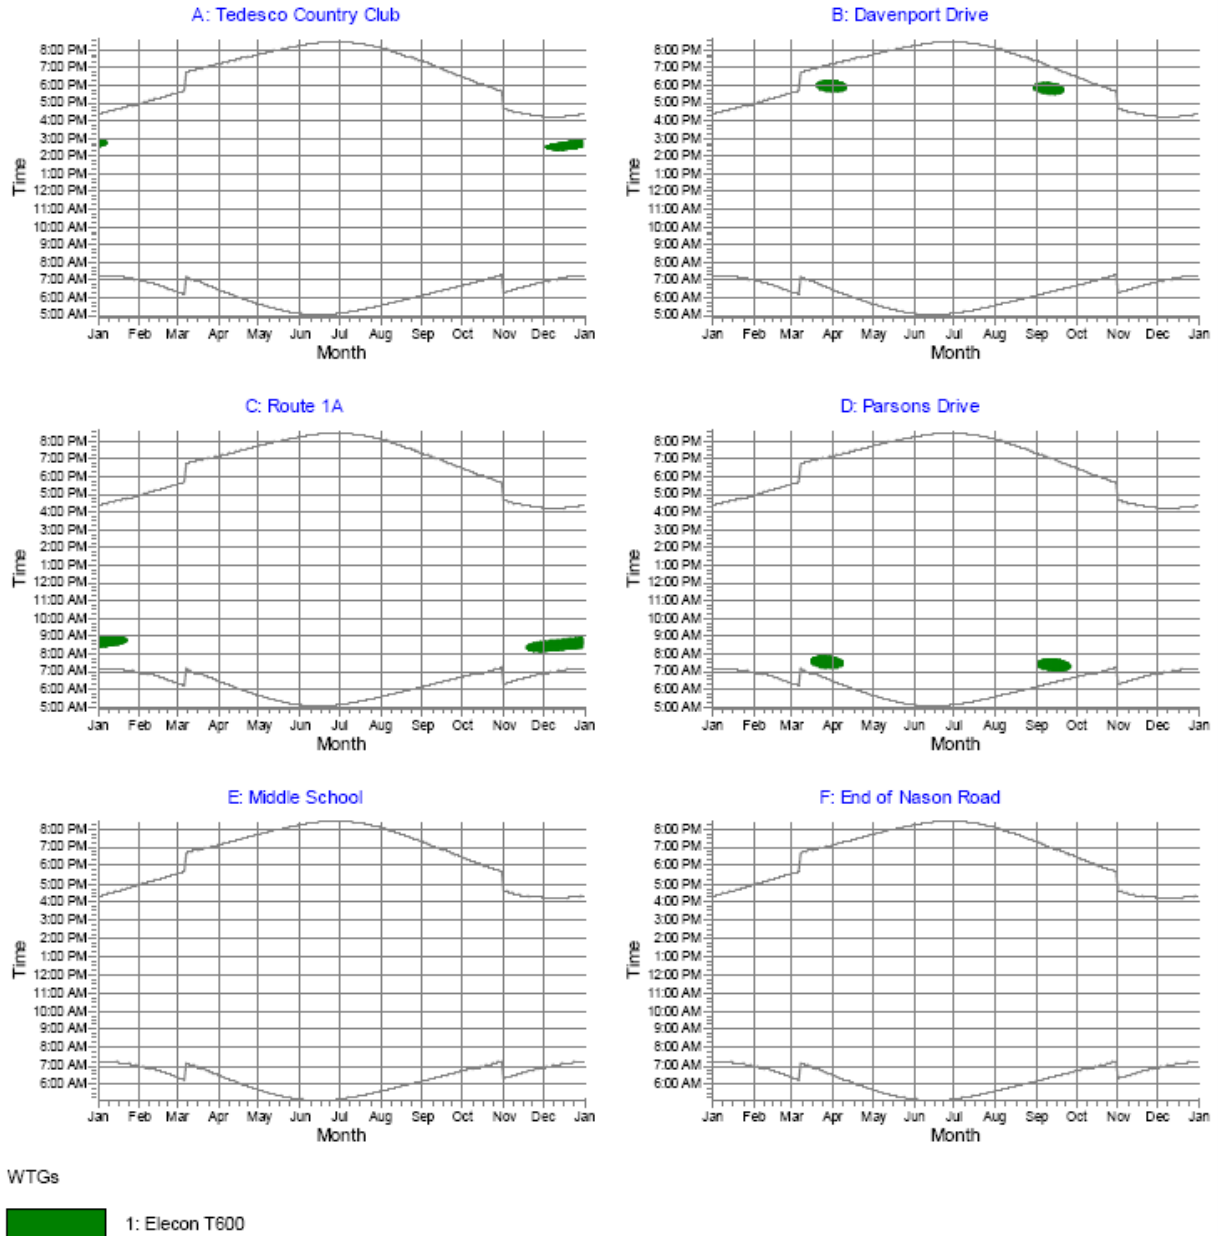 A: Tedesco Country Club
8:00 PM
7:00 PM
6:00 PM
5:00 PM
4:00 PM
3:00 PM
2:00 PM
1:00 PM
12:00 PM
11:00 AM
10:00 AM
9:00 AM
8:00 AM
7:00 AM
6:00 AM
5:00 AM
Time
Jan Feb Mar Apr May Jun Jul Aug Sep Oct Nov Dec Jan
Month
B: Davenport Drive
8:00 PM
7:00 PM
6:00 PM
5:00 PM
4:00 PM
3:00 PM
2:00 PM
1:00 PM
12:00 PM
11:00 AM
10:00 AM
9:00 AM
8:00 AM
7:00 AM
6:00 AM
5:00 AM
Time
Jan Feb Mar Apr May Jun Jul Aug Sep Oct Nov Dec Jan
Month
C: Route 1A
8:00 PM
7:00 PM
6:00 PM
5:00 PM
4:00 PM
3:00 PM
2:00 PM
1:00 PM
12:00 PM
11:00 AM
10:00 AM
9:00 AM
8:00 AM
7:00 AM
6:00 AM
5:00 AM
Time
Jan Feb Mar Apr May Jun Jul Aug Sep Oct Nov Dec Jan
Month
D: Parsons Drive
8:00 PM
7:00 PM
6:00 PM
5:00 PM
4:00 PM
3:00 PM
2:00 PM
1:00 PM
12:00 PM
11:00 AM
10:00 AM
9:00 AM
8:00 AM
7:00 AM
6:00 AM
5:00 AM
Time
Jan Feb Mar Apr May Jun Jul Aug Sep Oct Nov Dec Jan
Month
E: Middle School
8:00 PM
7:00 PM
6:00 PM
5:00 PM
4:00 PM
3:00 PM
2:00 PM
1:00 PM
12:00 PM
11:00 AM
10:00 AM
9:00 AM
8:00 AM
7:00 AM
6:00 AM
Time
Jan Feb Mar Apr May Jun Jul Aug Sep Oct Nov Dec Jan
Month
F: End of Nason Road
8:00 PM
7:00 PM
6:00 PM
5:00 PM
4:00 PM
3:00 PM
2:00 PM
1:00 PM
12:00 PM
11:00 AM
10:00 AM
9:00 AM
8:00 AM
7:00 AM
6:00 AM
Time
Jan Feb Mar Apr May Jun Jul Aug Sep Oct Nov Dec Jan
Month
WTGs
1: Elecon T600